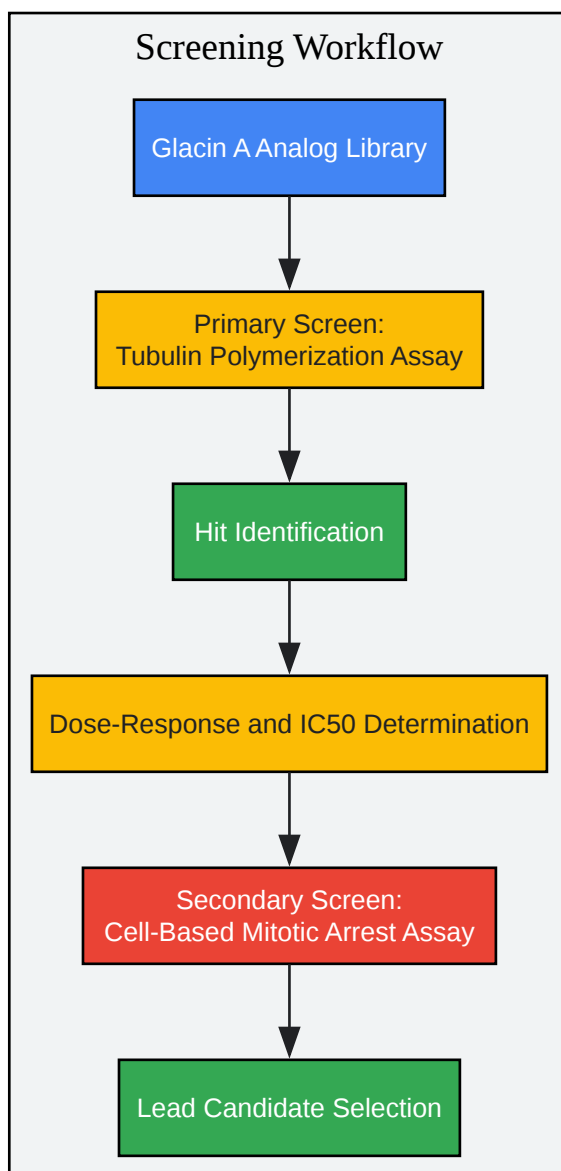 Screening Workflow
Glacin A Analog Library
Primary Screen:
Tubulin Polymerization Assay
Hit Identification
Dose-Response and IC50 Determination
Secondary Screen:
Cell-Based Mitotic Arrest Assay
Lead Candidate Selection